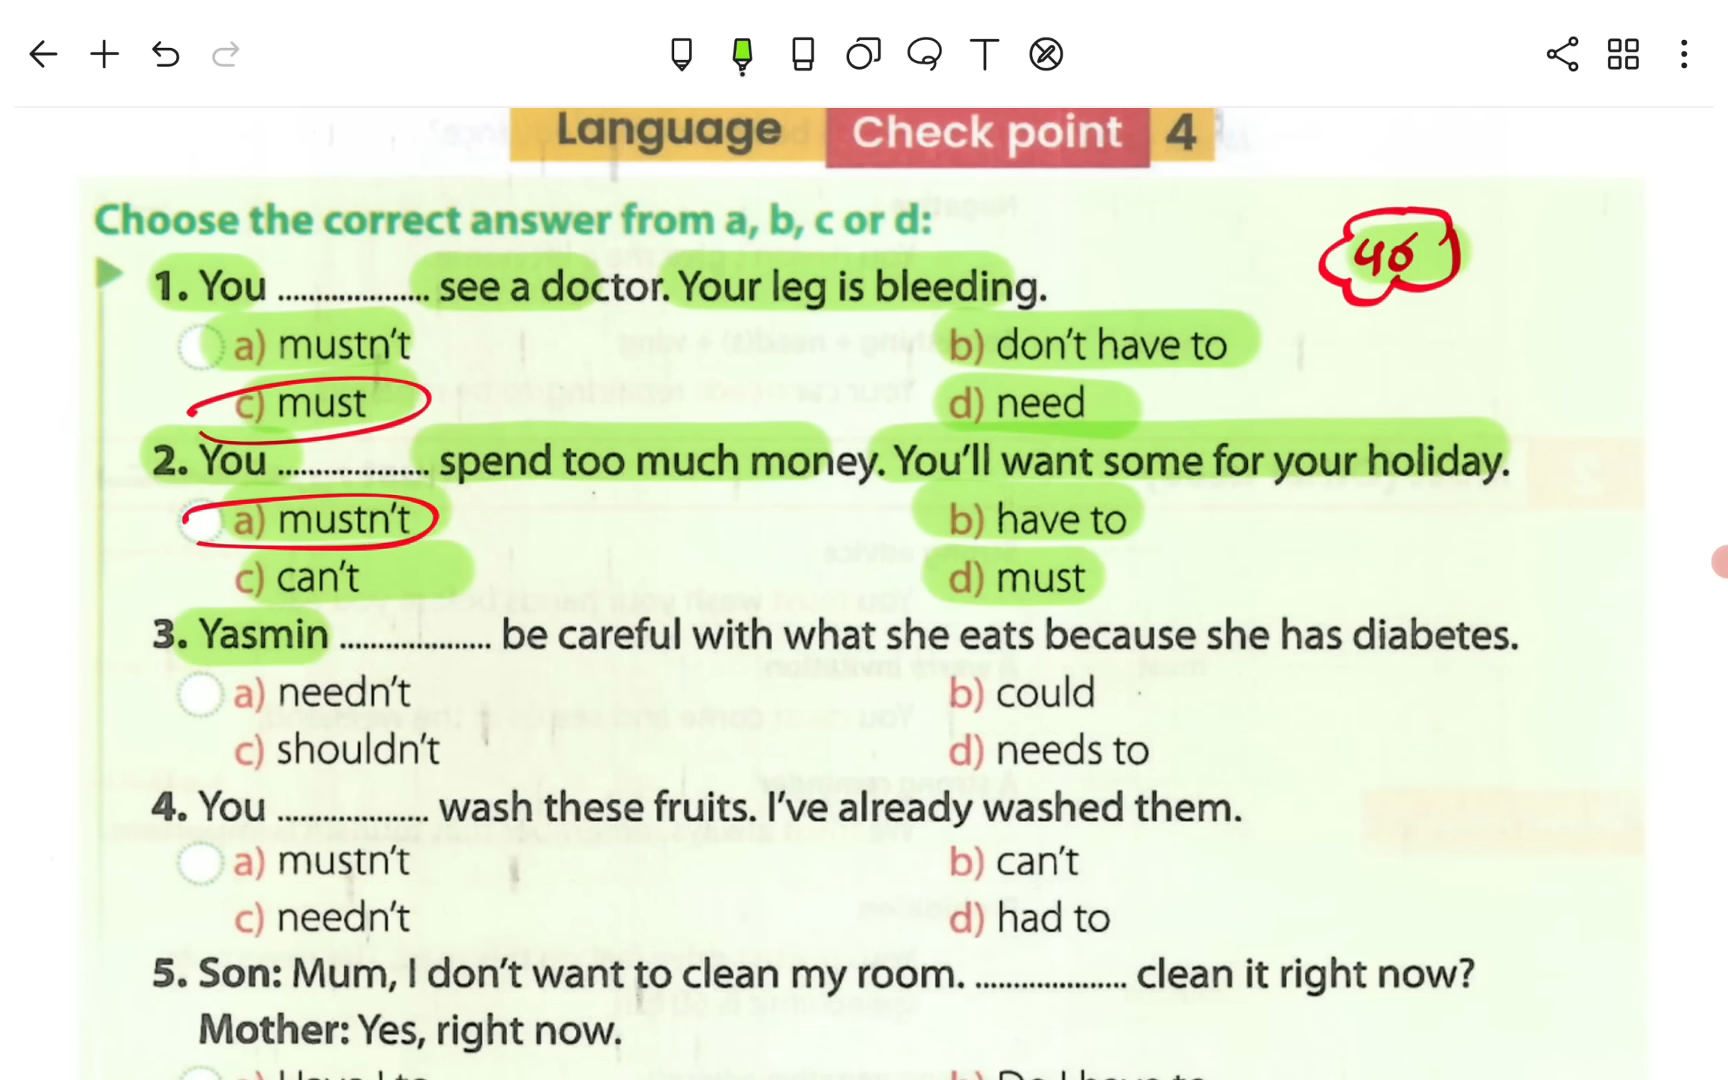 Language Check point 4
Choose the correct answer from a, b, c or d:
46
1. You .................. see a doctor. Your leg is bleeding.
a) mustn't b) don't have to
c) must d) need
2. You .................. spend too much money. You'll want some for your holiday.
a) mustn't b) have to
c) can't d) must
3. Yasmin .................. be careful with what she eats because she has diabetes.
a) needn't b) could
c) shouldn't d) needs to
4. You .................. wash these fruits. I've already washed them.
a) mustn't b) can't
c) needn't d) had to
5. Son: Mum, I don't want to clean my room. .................. clean it right now?
Mother: Yes, right now.